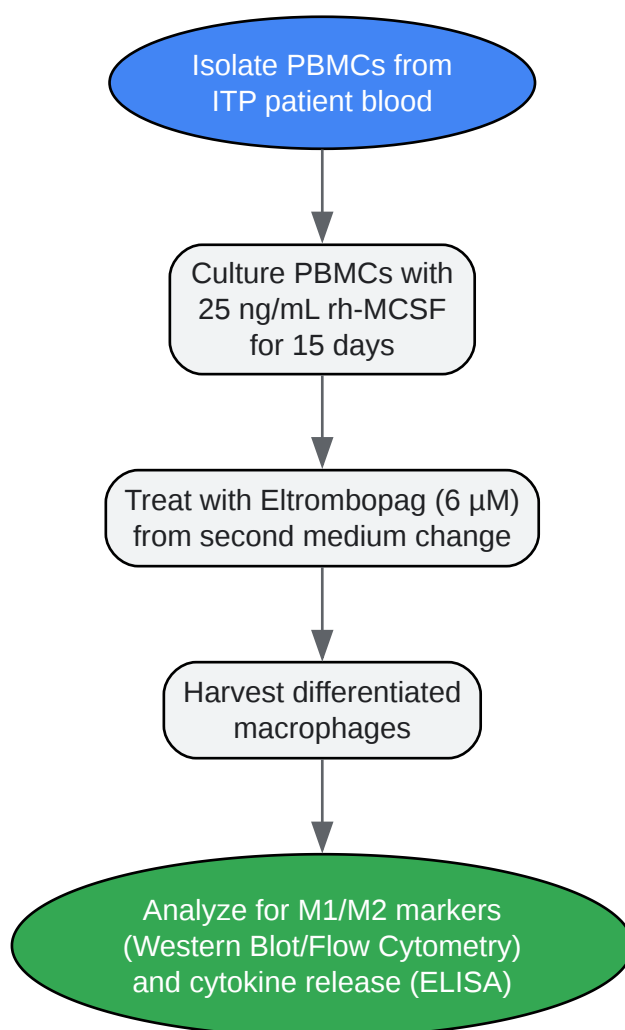 Isolate PBMCs from
ITP patient blood
Culture PBMCs with
25 ng/mL rh-MCSF
for 15 days
Treat with Eltrombopag (6 µM)
from second medium change
Harvest differentiated
macrophages
Analyze for M1/M2 markers
(Western Blot/Flow Cytometry)
and cytokine release (ELISA)